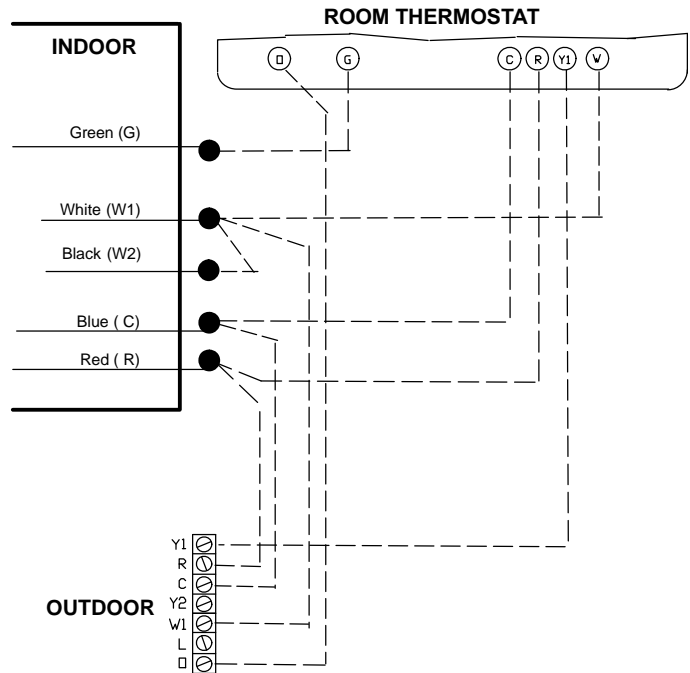 ROOM THERMOSTAT
INDOOR
O G C R Y1 W
Green (G)
White (W1)
Black (W2)
Blue ( C)
Red ( R)
OUTDOOR
Y1
R
C
Y2
W1
L
O